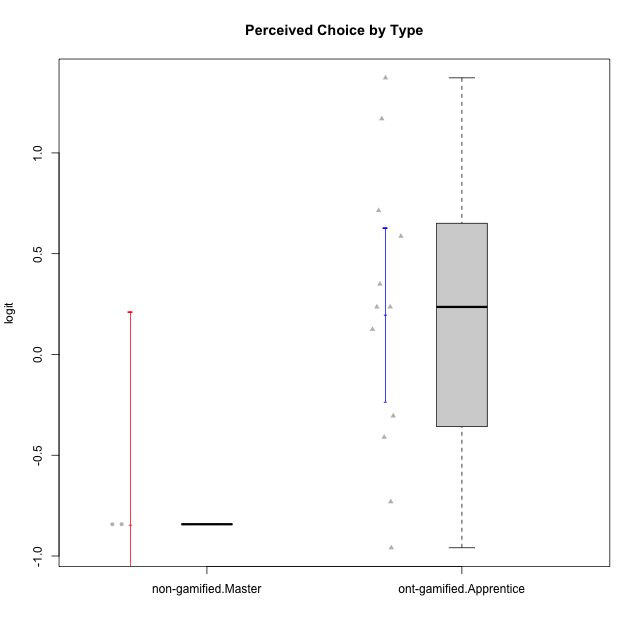 Perceived Choice by Type
logit
1.0
0.5
0.0
-0.5
-1.0
non-gamified.Master
ont-gamified.Apprentice